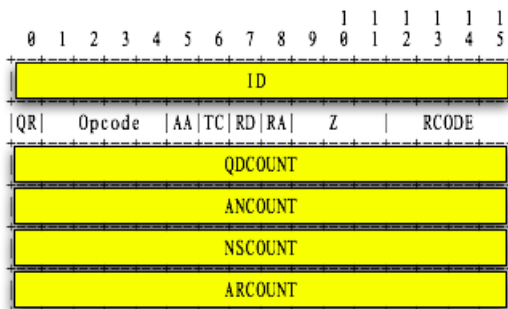 1 1 1 1 1 1
0 1 2 3 4 5 6 7 8 9 0 1 2 3 4 5
ID
|QR| Opcode |AA|TC|RD|RA| Z | RCODE
QDCOUNT
ANCOUNT
NSCOUNT
ARCOUNT